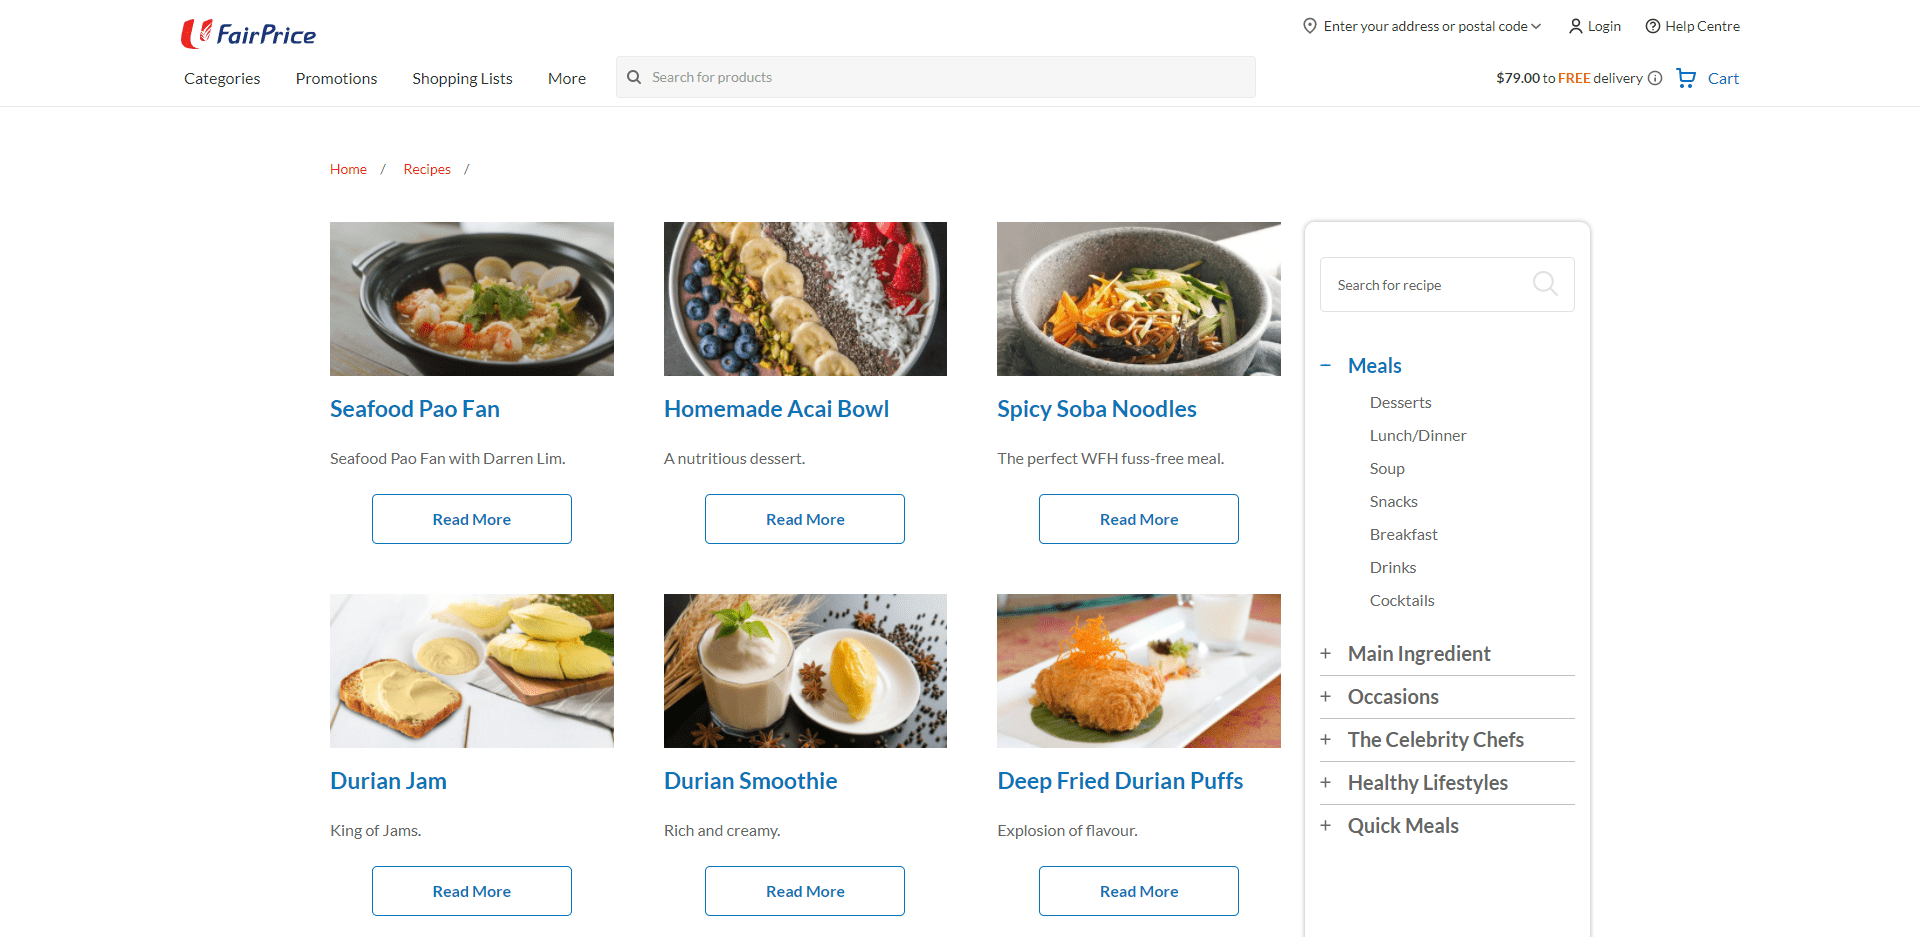 FairPrice
Enter your address or postal code
Login
Help Centre
Categories
Promotions
Shopping Lists
More
Search for products
$79.00 to FREE delivery
Cart
Home / Recipes /
Seafood Pao Fan
Seafood Pao Fan with Darren Lim.
Read More
Homemade Acai Bowl
A nutritious dessert.
Read More
Spicy Soba Noodles
The perfect WFH fuss-free meal.
Read More
Durian Jam
King of Jams.
Read More
Durian Smoothie
Rich and creamy.
Read More
Deep Fried Durian Puffs
Explosion of flavour.
Read More
Search for recipe
− Meals
Desserts
Lunch/Dinner
Soup
Snacks
Breakfast
Drinks
Cocktails
+ Main Ingredient
+ Occasions
+ The Celebrity Chefs
+ Healthy Lifestyles
+ Quick Meals